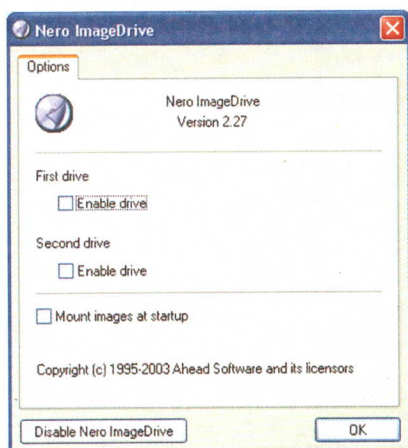 Nero ImageDrive
Options
Nero ImageDrive
Version 2.27
First drive
Enable drive
Second drive
Enable drive
Mount images at startup
Copyright (c) 1995-2003 Ahead Software and its licensors
Disable Nero ImageDrive
OK